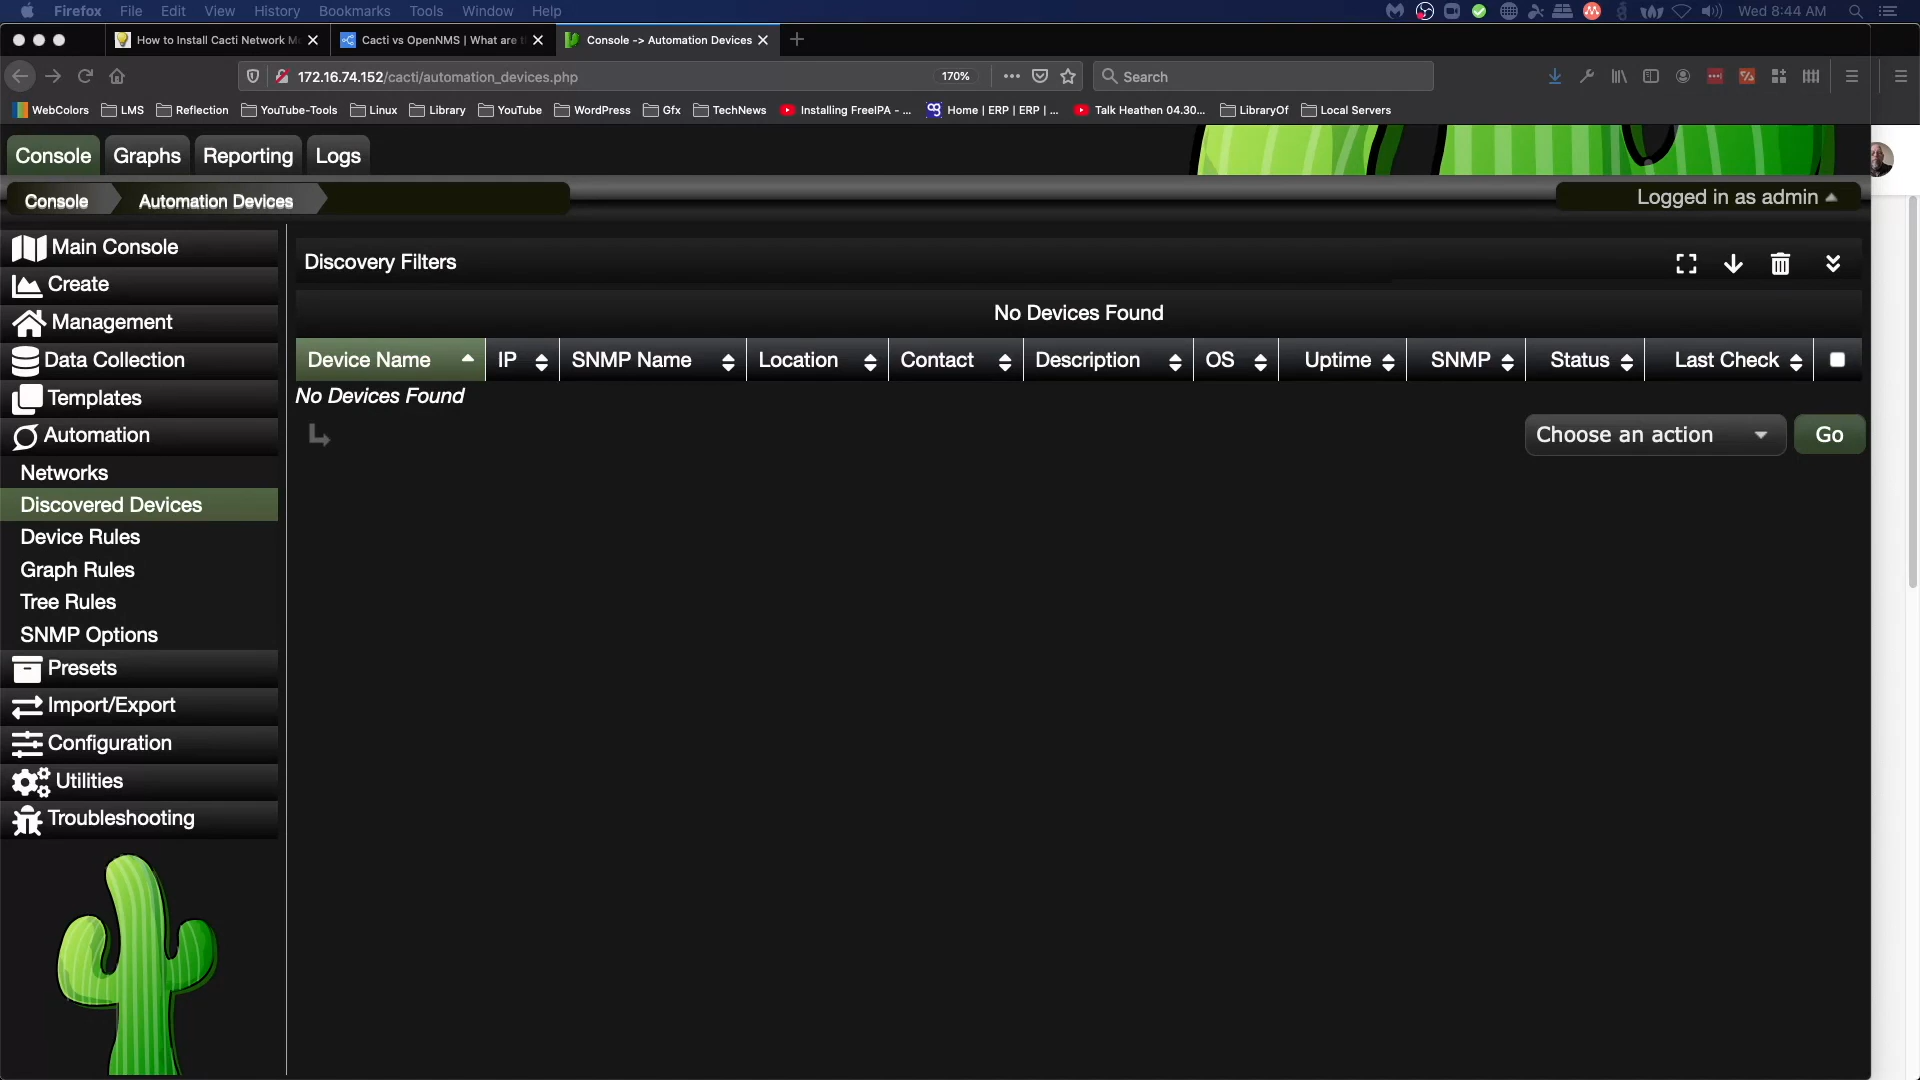 Firefox File Edit View History Bookmarks Tools Window Help Wed 8:44 AM
How to Install Cacti Network Mo
Cacti vs OpenNMS | What are t
Console -> Automation Devices
172.16.74.152/cacti/automation_devices.php 170% Search
WebColors LMS Reflection YouTube-Tools Linux Library YouTube WordPress Gfx TechNews Installing FreeIPA - ... Home | ERP | ERP | ... Talk Heathen 04.30... LibraryOf Local Servers
Console Graphs Reporting Logs
Console Automation Devices Logged in as admin
Main Console
Create
Management
Data Collection
Templates
Automation
Networks
Discovered Devices
Device Rules
Graph Rules
Tree Rules
SNMP Options
Presets
Import/Export
Configuration
Utilities
Troubleshooting
Discovery Filters
No Devices Found
Device Name IP SNMP Name Location Contact Description OS Uptime SNMP Status Last Check
No Devices Found
Choose an action Go